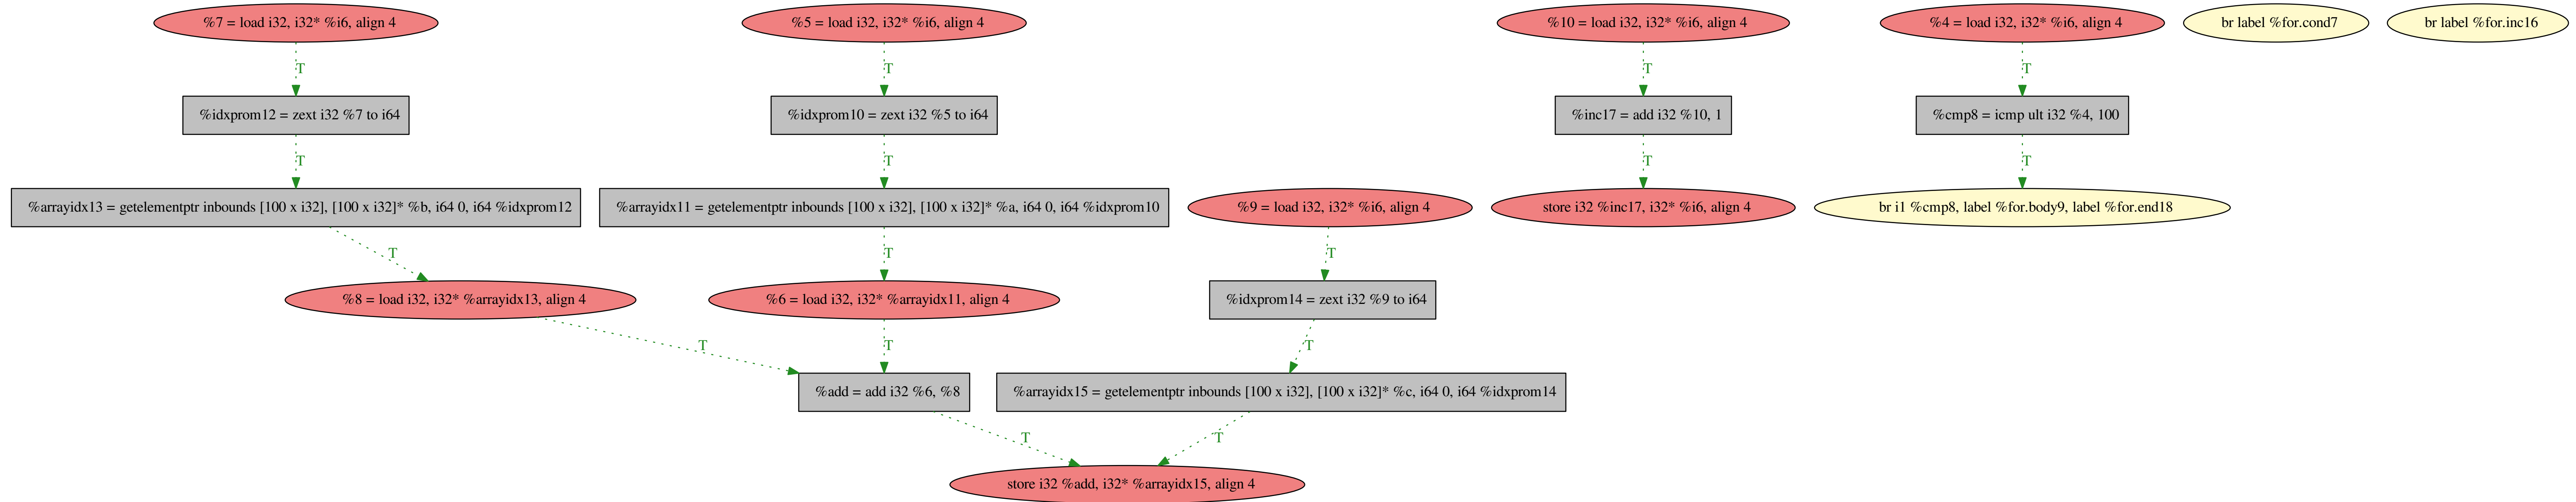 %7 = load i32, i32* %i6, align 4
%5 = load i32, i32* %i6, align 4
%10 = load i32, i32* %i6, align 4
%4 = load i32, i32* %i6, align 4
br label %for.cond7
br label %for.inc16
T
T
T
T
%idxprom12 = zext i32 %7 to i64
%idxprom10 = zext i32 %5 to i64
%inc17 = add i32 %10, 1
%cmp8 = icmp ult i32 %4, 100
T
T
T
T
%arrayidx13 = getelementptr inbounds [100 x i32], [100 x i32]* %b, i64 0, i64 %idxprom12
%arrayidx11 = getelementptr inbounds [100 x i32], [100 x i32]* %a, i64 0, i64 %idxprom10
%9 = load i32, i32* %i6, align 4
store i32 %inc17, i32* %i6, align 4
br i1 %cmp8, label %for.body9, label %for.end18
T
T
T
%8 = load i32, i32* %arrayidx13, align 4
%6 = load i32, i32* %arrayidx11, align 4
%idxprom14 = zext i32 %9 to i64
T
T
T
%add = add i32 %6, %8
%arrayidx15 = getelementptr inbounds [100 x i32], [100 x i32]* %c, i64 0, i64 %idxprom14
T
T
store i32 %add, i32* %arrayidx15, align 4